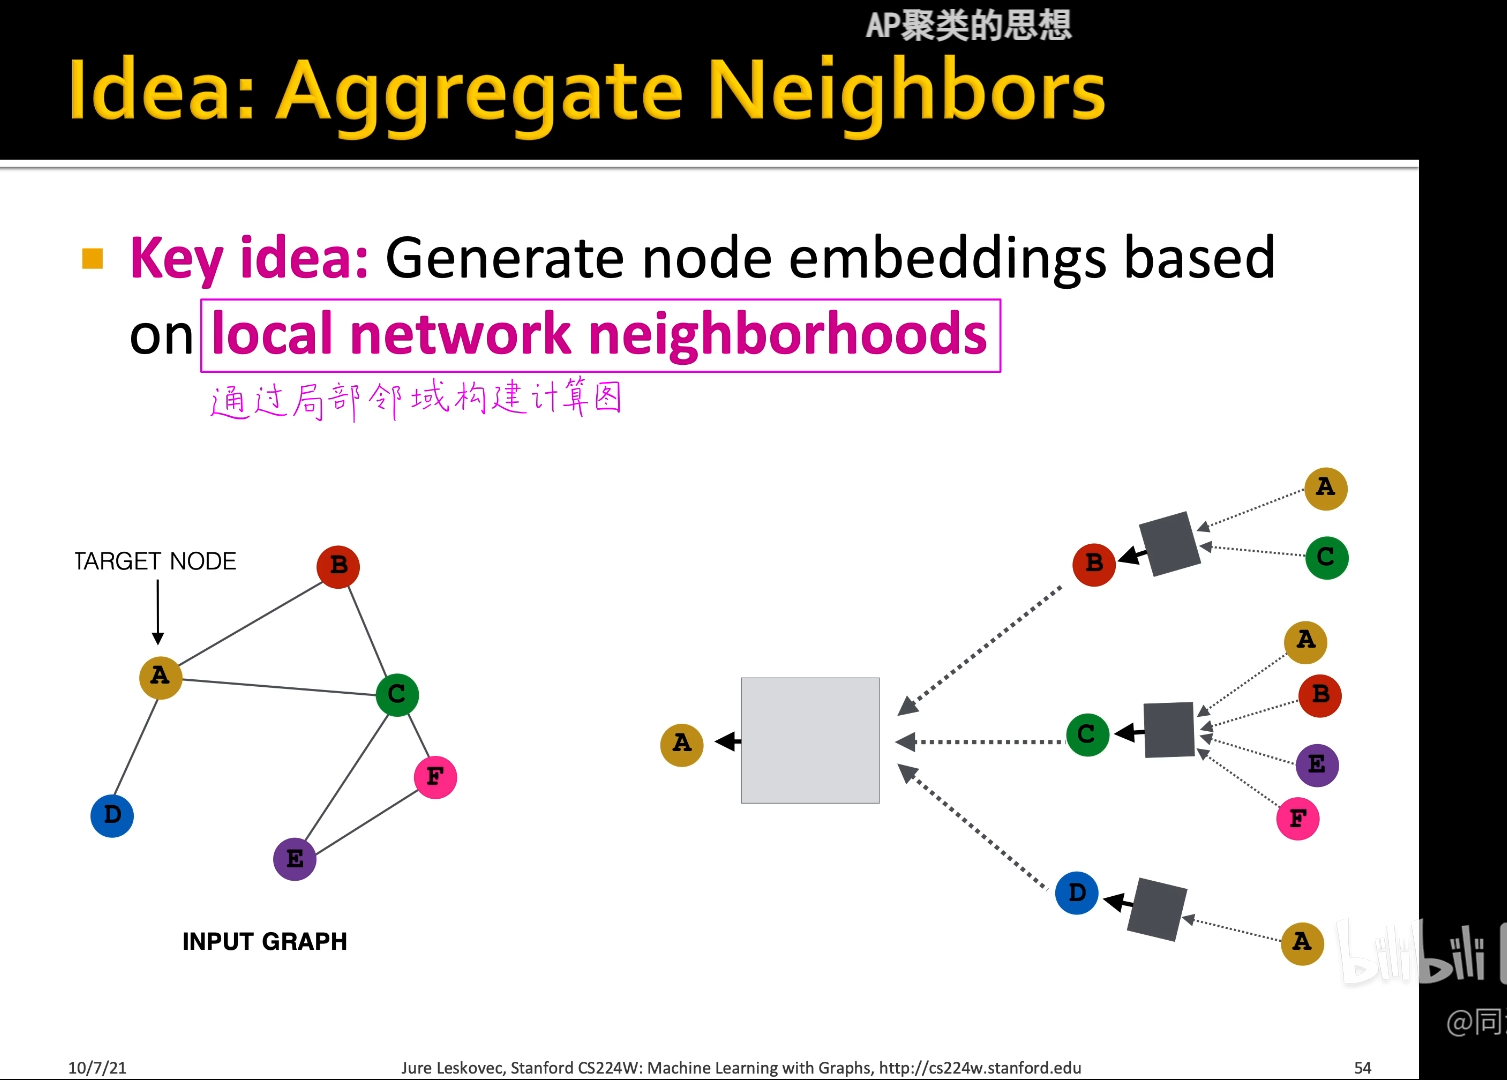 AP聚类的思想
Idea: Aggregate Neighbors
Key idea: Generate node embeddings based
on local network neighborhoods
通过局部邻域构建计算图
TARGET NODE
A
B
C
D
E
F
INPUT GRAPH
A
B
C
D
A
C
A
B
E
F
A
bilibili
@同
10/7/21
Jure Leskovec, Stanford CS224W: Machine Learning with Graphs, http://cs224w.stanford.edu
54